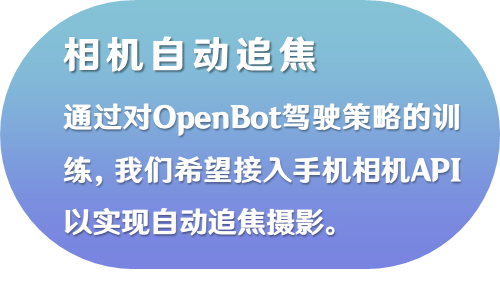 相机自动追焦
通过对OpenBot驾驶策略的训
练，我们希望接入手机相机API
以实现自动追焦摄影。